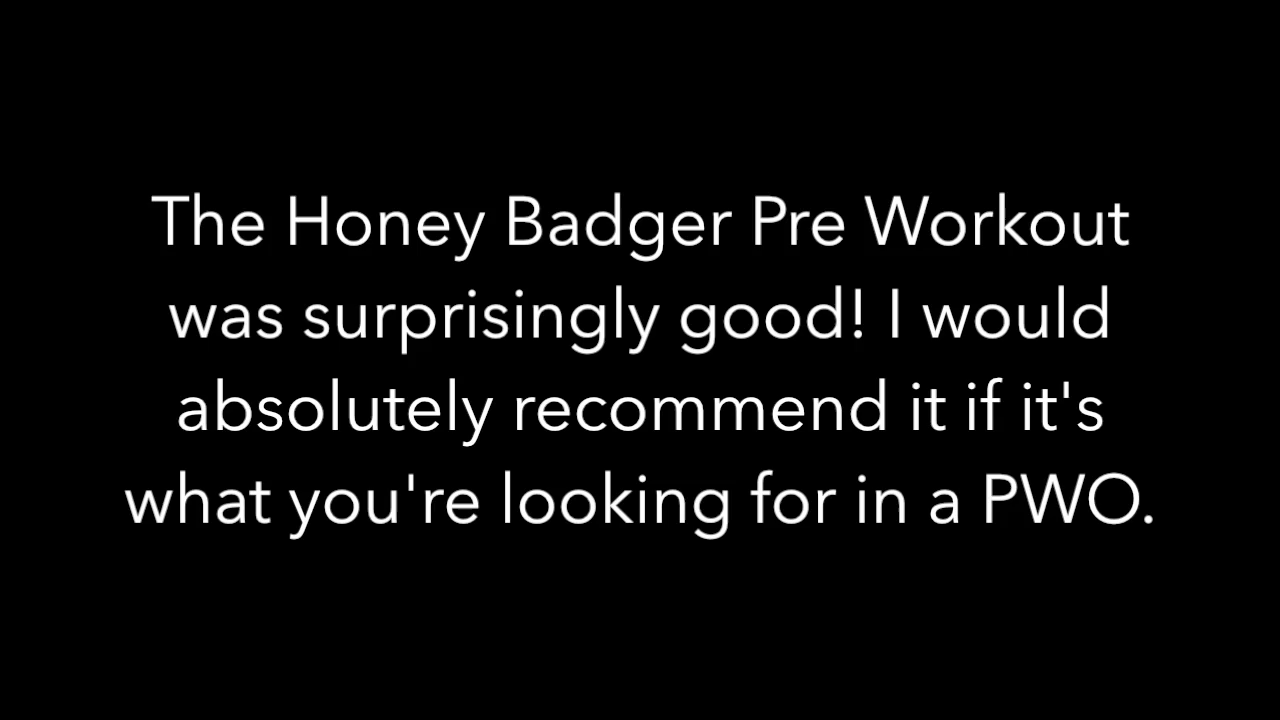 The Honey Badger Pre Workout
was surprisingly good! I would
absolutely recommend it if it's
what you're looking for in a PWO.